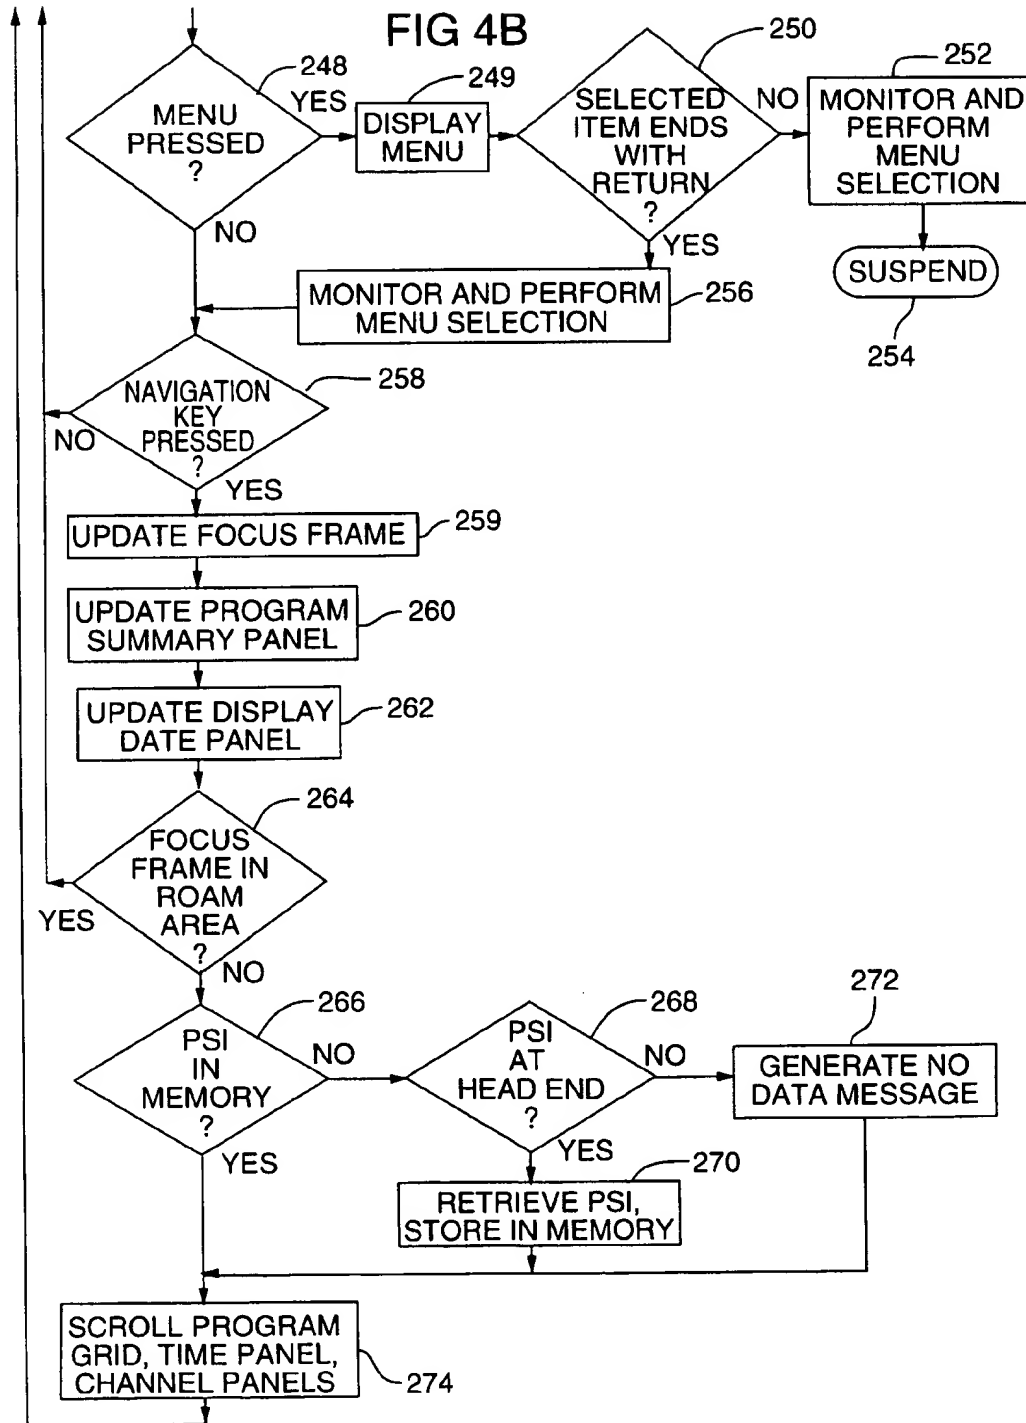 FIG 4B
248
MENU
PRESSED
?
YES
NO
249
DISPLAY
MENU
250
SELECTED
ITEM ENDS
WITH
RETURN
?
NO
YES
252
MONITOR AND
PERFORM
MENU
SELECTION
SUSPEND
254
MONITOR AND PERFORM
MENU SELECTION
256
258
NAVIGATION
KEY
PRESSED
?
NO
YES
UPDATE FOCUS FRAME
259
UPDATE PROGRAM
SUMMARY PANEL
260
UPDATE DISPLAY
DATE PANEL
262
264
FOCUS
FRAME IN
ROAM
AREA
?
YES
NO
266
PSI
IN
MEMORY
?
NO
YES
268
PSI
AT
HEAD END
?
NO
YES
272
GENERATE NO
DATA MESSAGE
270
RETRIEVE PSI,
STORE IN MEMORY
SCROLL PROGRAM
GRID, TIME PANEL,
CHANNEL PANELS
274